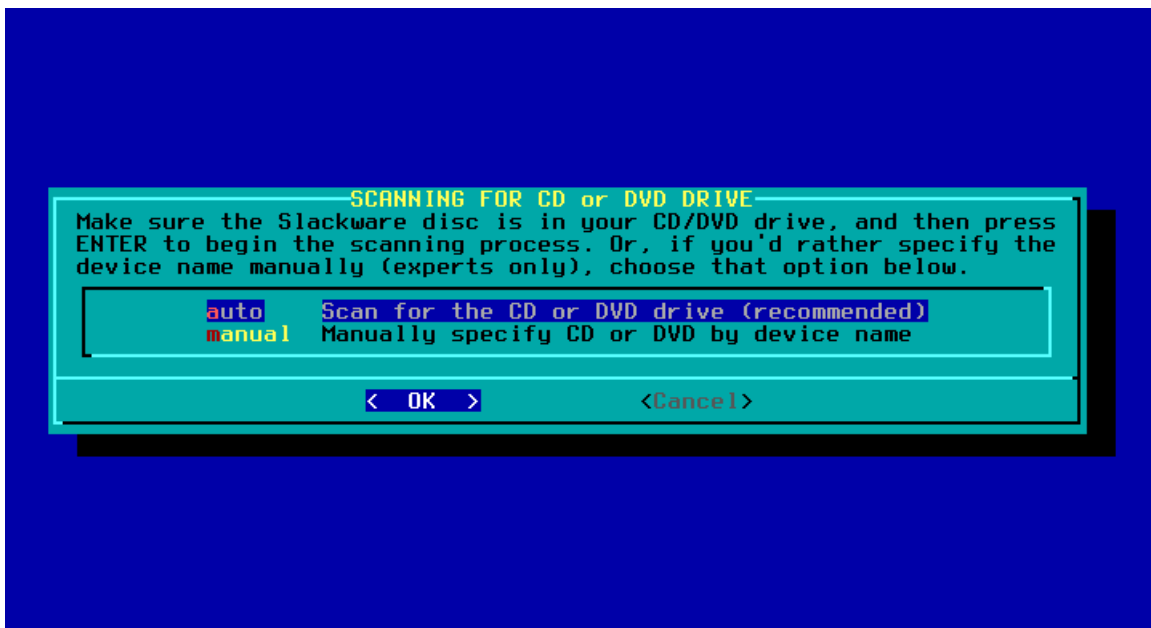 SCANNING FOR CD or DVD DRIVE
Make sure the Slackware disc is in your CD/DVD drive, and then press
ENTER to begin the scanning process. Or, if you'd rather specify the
device name manually (experts only), choose that option below.
auto Scan for the CD or DVD drive (recommended)
manual Manually specify CD or DVD by device name
< OK > <Cancel>